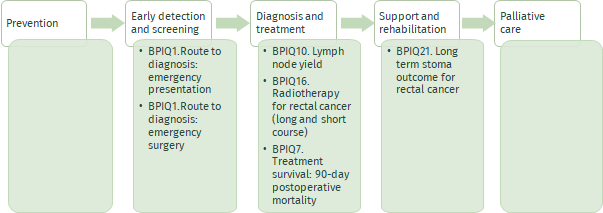 Prevention
Early detection
and screening
• BPIQ1.Route to
diagnosis:
emergency
presentation
• BPIQ1.Route to
diagnosis:
emergency
surgery
Diagnosis and
treatment
• BPIQ10. Lymph
node yield
• BPIQ16.
Radiotherapy
for rectal cancer
(long and short
course)
• BPIQ7.
Treatment
survival: 90-day
postoperative
mortality
Support and
rehabilitation
• BPIQ21. Long
term stoma
outcome for
rectal cancer
Palliative
care